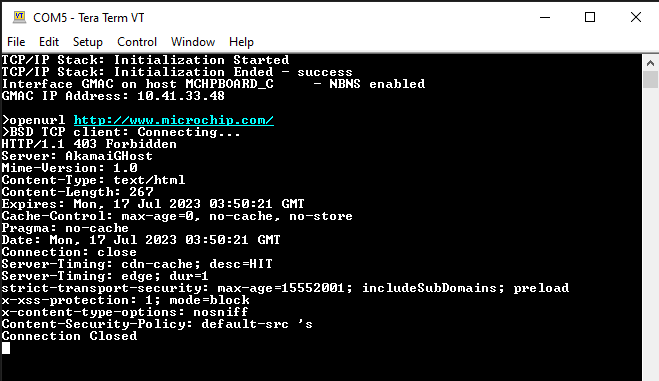 COM5 - Tera Term VT
File Edit Setup Control Window Help
TCP/IP Stack: Initialization Started
TCP/IP Stack: Initialization Ended - success
Interface GMAC on host MCHPBOARD_C     - NBNS enabled
GMAC IP Address: 10.41.33.48
>openurl http://www.microchip.com/
>BSD TCP client: Connecting...
HTTP/1.1 403 Forbidden
Server: AkamaiGHost
Mime-Version: 1.0
Content-Type: text/html
Content-Length: 267
Expires: Mon, 17 Jul 2023 03:50:21 GMT
Cache-Control: max-age=0, no-cache, no-store
Pragma: no-cache
Date: Mon, 17 Jul 2023 03:50:21 GMT
Connection: close
Server-Timing: cdn-cache; desc=HIT
Server-Timing: edge; dur=1
strict-transport-security: max-age=15552001; includeSubDomains; preload
x-xss-protection: 1; mode=block
x-content-type-options: nosniff
Content-Security-Policy: default-src 's
Connection Closed